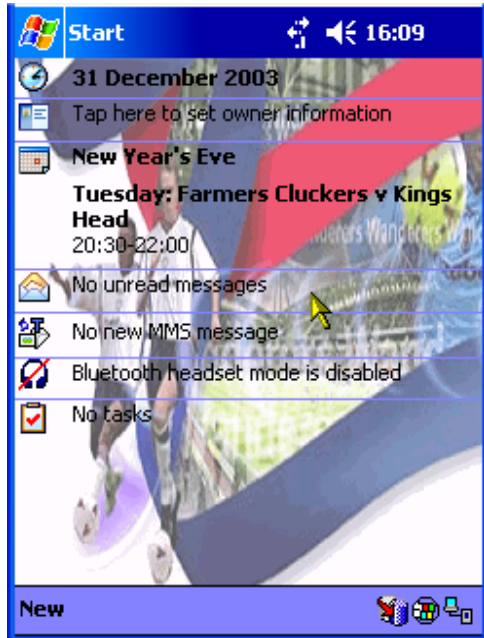 Start 16:09
31 December 2003
Tap here to set owner information
New Year's Eve
Tuesday: Farmers Cluckers v Kings
Head
20:30-22:00
Wanderers
No unread messages
No new MMS message
Bluetooth headset mode is disabled
No tasks
New